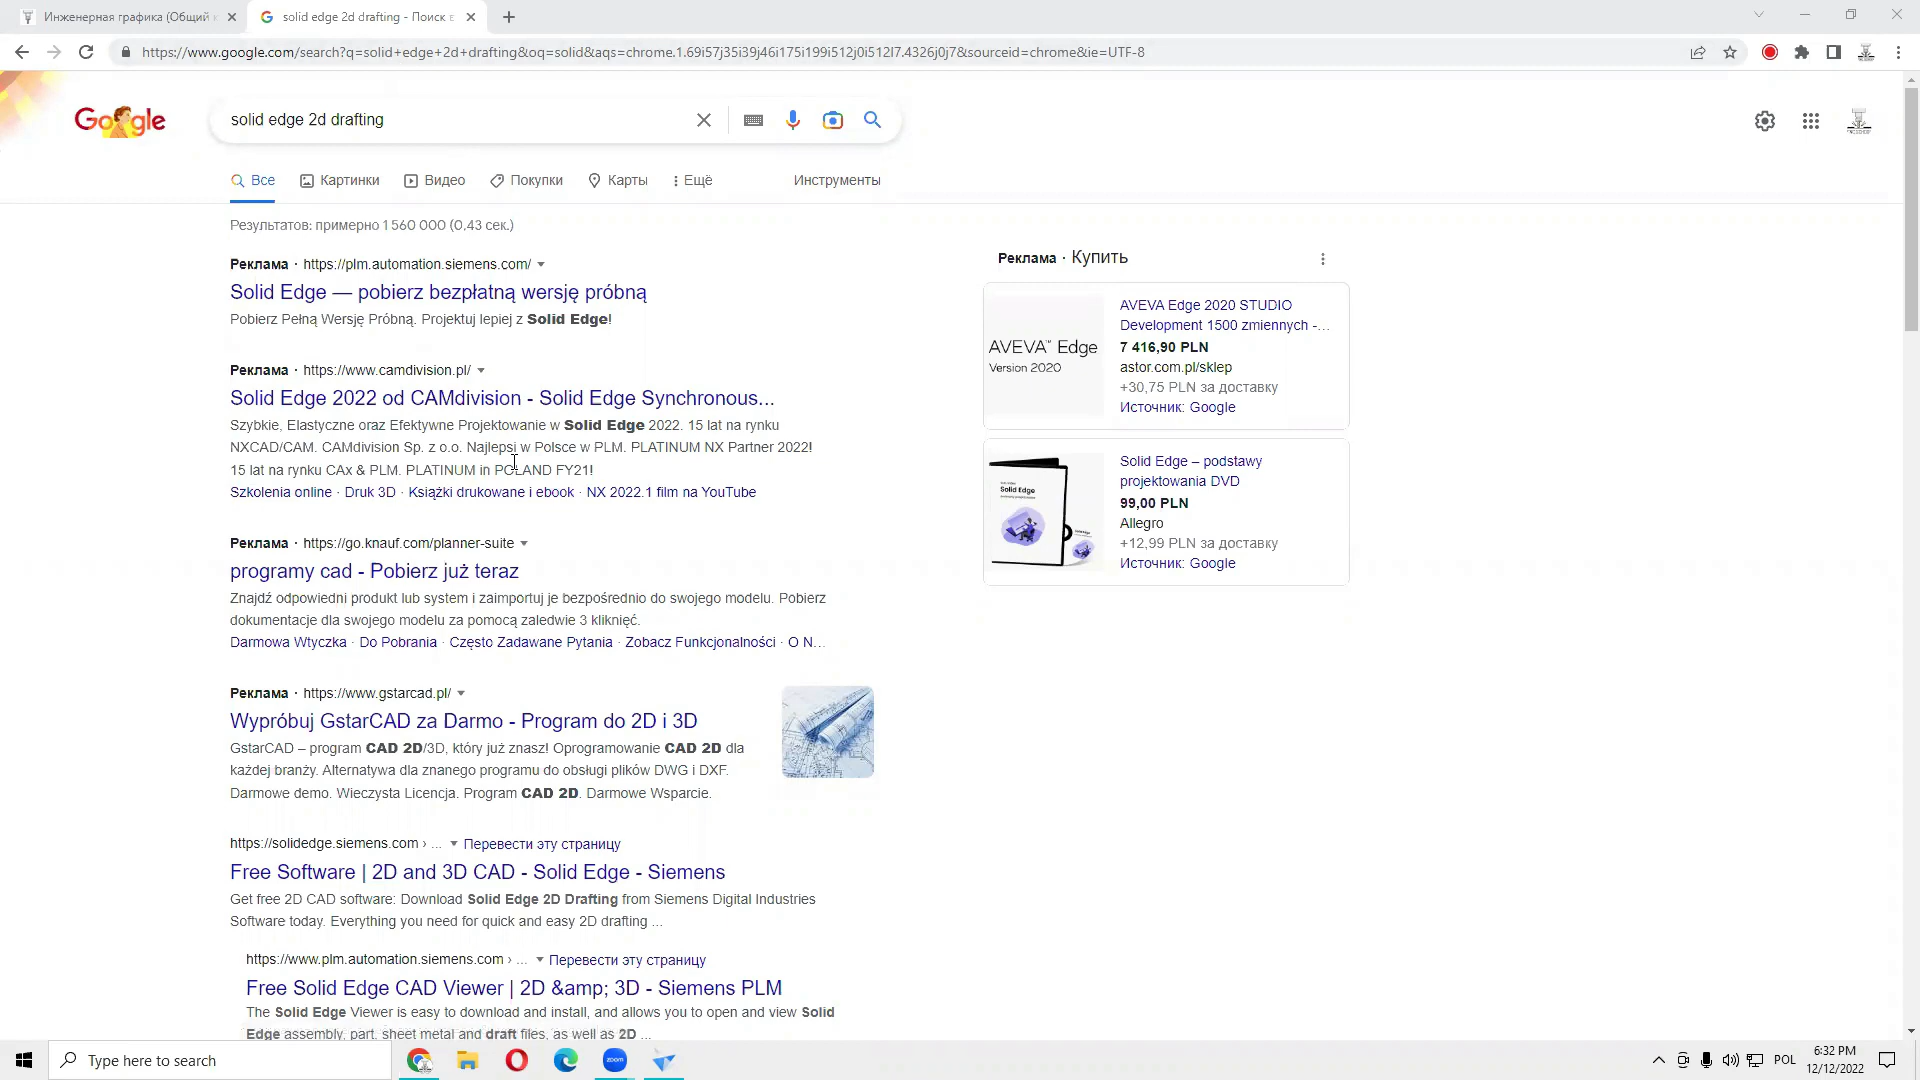 Инженерная графика (Общий к
solid edge 2d drafting - Поиск в
https://www.google.com/search?q=solid+edge+2d+drafting&oq=solid&aqs=chrome.1.69i57j35i39j46i175i199i512j0i512l7.4326j0j7&sourceid=chrome&ie=UTF-8
Google
solid edge 2d drafting
Все
Картинки
Видео
Покупки
Карты
Ещё
Инструменты
Результатов: примерно 1 560 000 (0,43 сек.)
Реклама · https://plm.automation.siemens.com/
Solid Edge — pobierz bezpłatną wersję próbną
Pobierz Pełną Wersję Próbną. Projektuj lepiej z Solid Edge!
Реклама · https://www.camdivision.pl/
Solid Edge 2022 od CAMdivision - Solid Edge Synchronous...
Szybkie, Elastyczne oraz Efektywne Projektowanie w Solid Edge 2022. 15 lat na rynku
NXCAD/CAM. CAMdivision Sp. z o.o. Najlepsi w Polsce w PLM. PLATINUM NX Partner 2022!
15 lat na rynku CAx & PLM. PLATINUM in POLAND FY21!
Szkolenia online · Druk 3D · Książki drukowane i ebook · NX 2022.1 film na YouTube
Реклама · https://go.knauf.com/planner-suite
programy cad - Pobierz już teraz
Znajdź odpowiedni produkt lub system i zaimportuj je bezpośrednio do swojego modelu. Pobierz
dokumentacje dla swojego modelu za pomocą zaledwie 3 kliknięć.
Darmowa Wtyczka · Do Pobrania · Często Zadawane Pytania · Zobacz Funkcjonalności · O N...
Реклама · https://www.gstarcad.pl/
Wypróbuj GstarCAD za Darmo - Program do 2D i 3D
GstarCAD – program CAD 2D/3D, który już znasz! Oprogramowanie CAD 2D dla
każdej branży. Alternatywa dla znanego programu do obsługi plików DWG i DXF.
Darmowe demo. Wieczysta Licencja. Program CAD 2D. Darmowe Wsparcie.
https://solidedge.siemens.com › ...
Перевести эту страницу
Free Software | 2D and 3D CAD - Solid Edge - Siemens
Get free 2D CAD software: Download Solid Edge 2D Drafting from Siemens Digital Industries
Software today. Everything you need for quick and easy 2D drafting ...
https://www.plm.automation.siemens.com › ...
Перевести эту страницу
Free Solid Edge CAD Viewer | 2D &amp; 3D - Siemens PLM
The Solid Edge Viewer is easy to download and install, and allows you to open and view Solid
Edge assembly, part, sheet metal and draft files, as well as 2D ...
Реклама · Купить
AVEVA Edge
Version 2020
AVEVA Edge 2020 STUDIO
Development 1500 zmiennych -...
7 416,90 PLN
astor.com.pl/sklep
+30,75 PLN за доставку
Источник: Google
Solid Edge
Solid Edge – podstawy
projektowania DVD
99,00 PLN
Allegro
+12,99 PLN за доставку
Источник: Google
Type here to search
zoom
POL
6:32 PM
12/12/2022